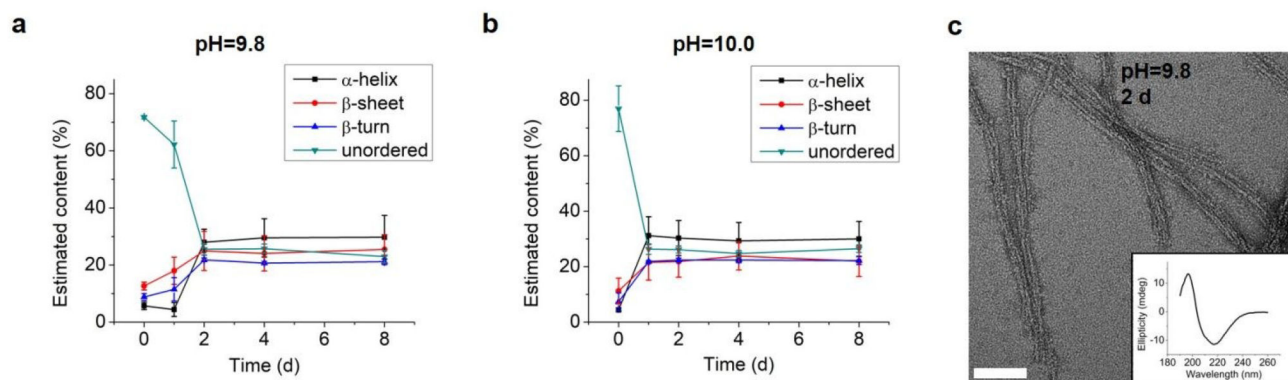 a
pH=9.8
α-helix
β-sheet
β-turn
unordered
80
60
40
20
0
Estimated content (%)
0 2 4 6 8
Time (d)
b
pH=10.0
α-helix
β-sheet
β-turn
unordered
80
60
40
20
0
Estimated content (%)
0 2 4 6 8
Time (d)
c
pH=9.8
2 d
10
0
-10
Ellipticity (mdeg)
180 200 220 240 260
Wavelength (nm)